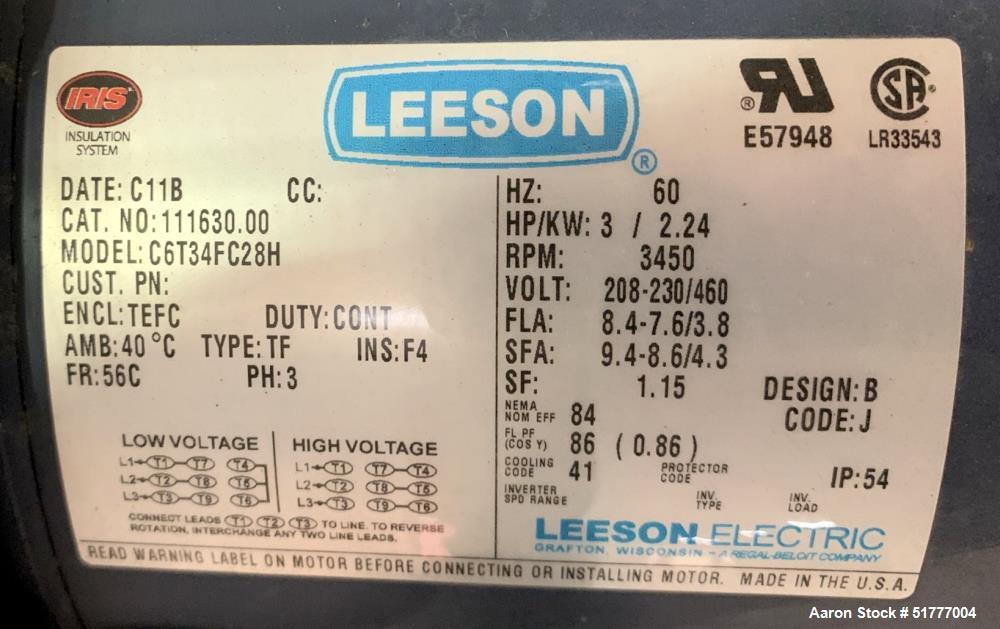 IRIS
INSULATION
SYSTEM
LEESON ®
® RU
E57948
SA
LR33543
DATE: C11B CC:
CAT. NO: 111630.00
MODEL: C6T34FC28H
CUST. PN:
ENCL: TEFC DUTY: CONT
AMB: 40°C TYPE: TF INS: F4
FR: 56C PH: 3
HZ: 60
HP/KW: 3 / 2.24
RPM: 3450
VOLT: 208-230/460
FLA: 8.4-7.6/3.8
SFA: 9.4-8.6/4.3
SF: 1.15 DESIGN: B
NEMA NOM EFF 84 CODE: J
FL PF (COS Y) 86 (0.86)
COOLING CODE 41 PROTECTOR CODE IP: 54
INVERTER SPD RANGE INV. TYPE INV. LOAD
LOW VOLTAGE
L1 T1 T7 T4
L2 T2 T8 T5
L3 T3 T9 T6
HIGH VOLTAGE
L1 T1 T7 T4
L2 T2 T8 T5
L3 T3 T9 T6
CONNECT LEADS T1 T2 T3 TO LINE. TO REVERSE
ROTATION, INTERCHANGE ANY TWO LINE LEADS.
LEESON ELECTRIC
GRAFTON, WISCONSIN - A REGAL-BELOIT COMPANY
READ WARNING LABEL ON MOTOR BEFORE CONNECTING OR INSTALLING MOTOR. MADE IN THE U.S.A.
Aaron Stock # 51777004